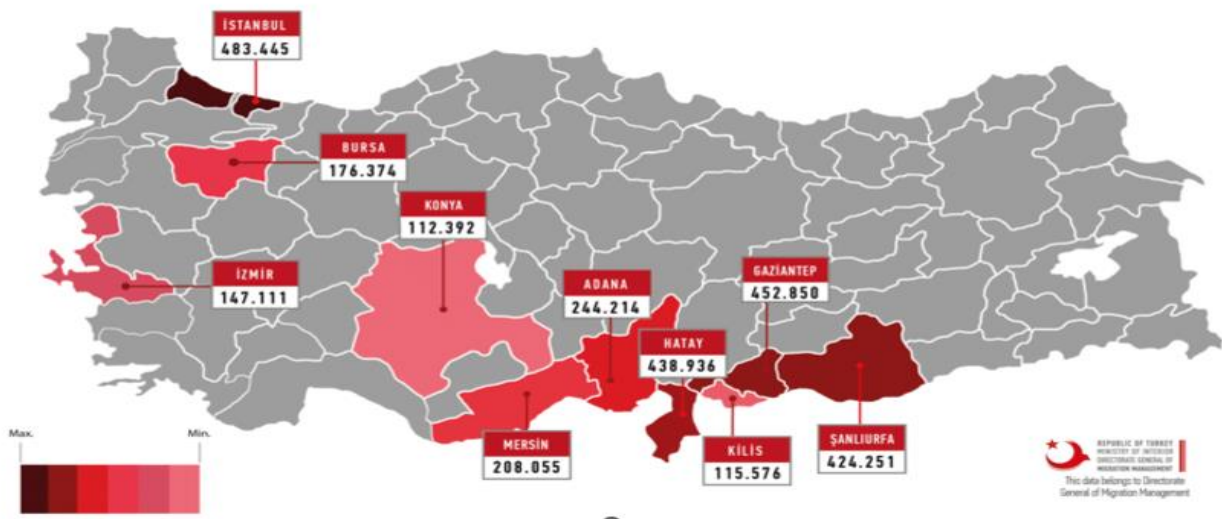 İSTANBUL
483.445
BURSA
176.374
KONYA
112.392
İZMİR
147.111
ADANA
244.214
GAZİANTEP
452.850
HATAY
438.936
MERSİN
208.055
KİLİS
115.576
ŞANLIURFA
424.251
Max. Min.
REPUBLIC OF TURKEY
MINISTRY OF INTERIOR
DIRECTORATE GENERAL OF
MIGRATION MANAGEMENT
This data belongs to Directorate
General of Migration Management